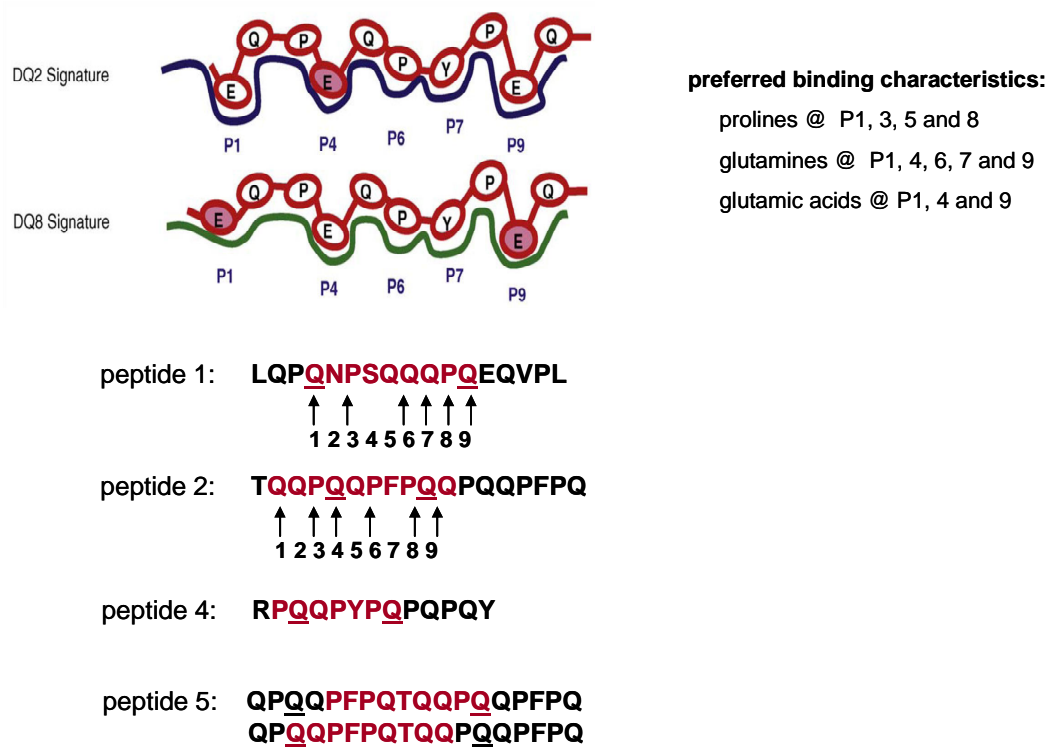 DQ2 Signature
E Q P E Q P Y P E Q
P1 P4 P6 P7 P9
DQ8 Signature
E Q P E Q P Y P E Q
P1 P4 P6 P7 P9
preferred binding characteristics:
prolines @ P1, 3, 5 and 8
glutamines @ P1, 4, 6, 7 and 9
glutamic acids @ P1, 4 and 9
peptide 1: LQPQNPSQQQPQEQVPL
1 2 3 4 5 6 7 8 9
peptide 2: TQQPQQPFPQQPQQPFPQ
1 2 3 4 5 6 7 8 9
peptide 4: RPQQPYPQPQPQY
peptide 5: QPQQPFPQTQQPQQPFPQ
QPQQPFPQTQQPQQPFPQ